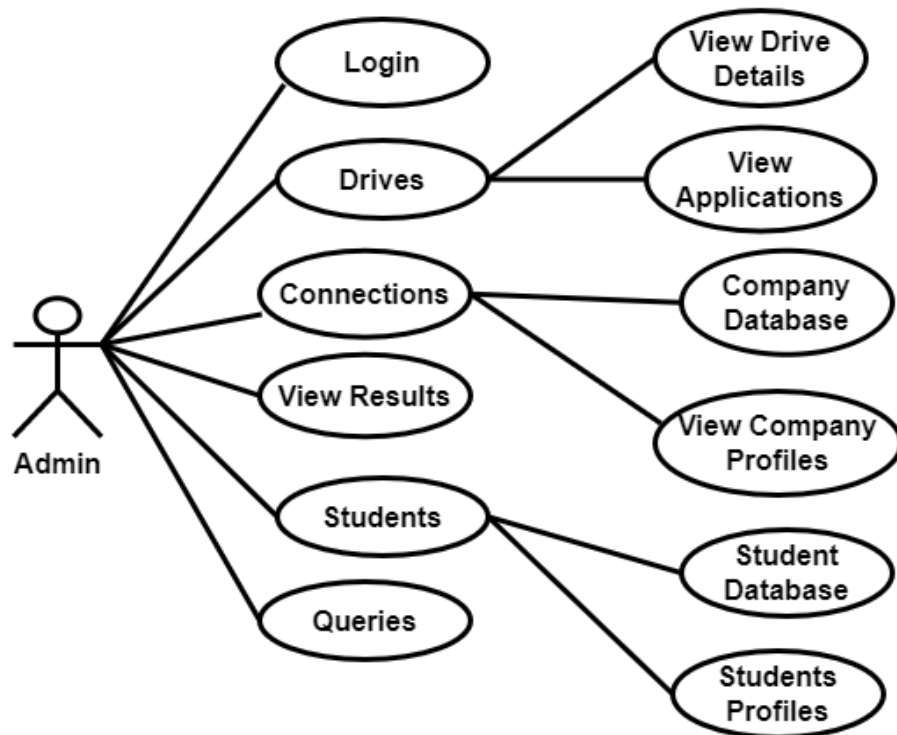 Login
Drives
Connections
View Results
Students
Queries
Admin
View Drive
Details
View
Applications
Company
Database
View Company
Profiles
Student
Database
Students
Profiles